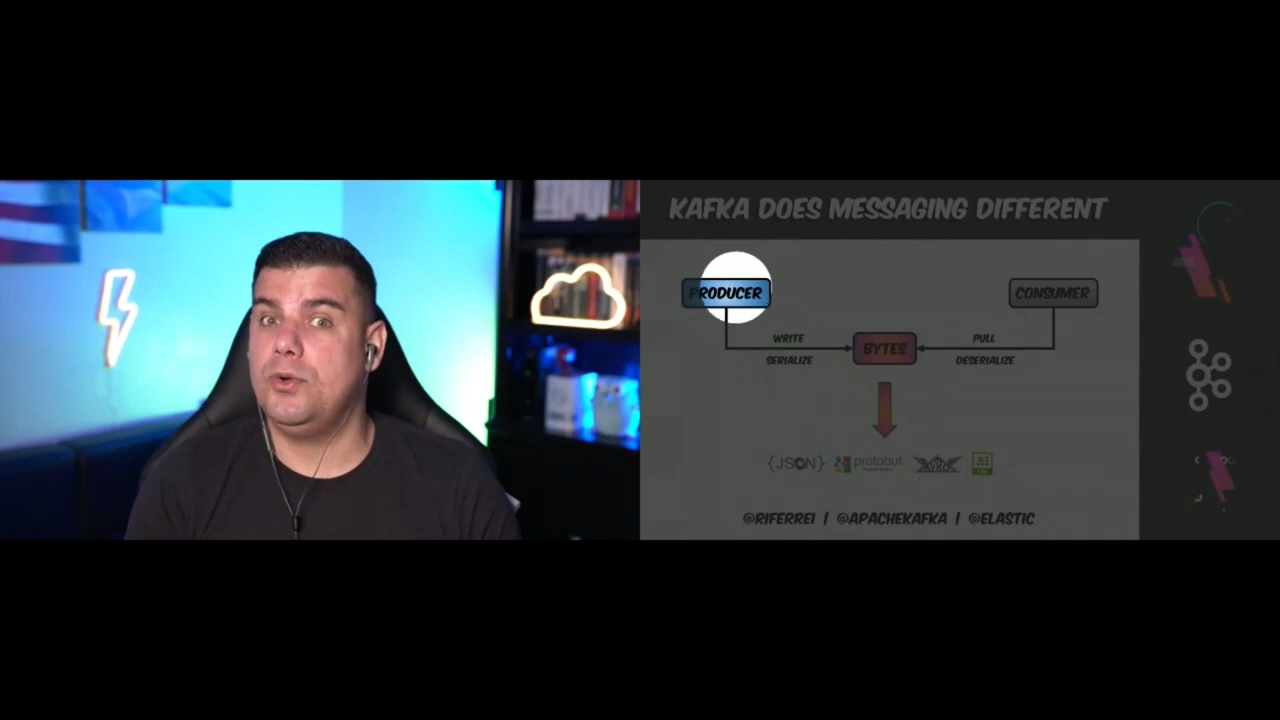 KAFKA DOES MESSAGING DIFFERENT
PRODUCER
CONSUMER
WRITE
SERIALIZE
BYTES
PULL
DESERIALIZE
{JSON}
protobuf
AVRO
@RIFERREI | @APACHEKAFKA | @ELASTIC